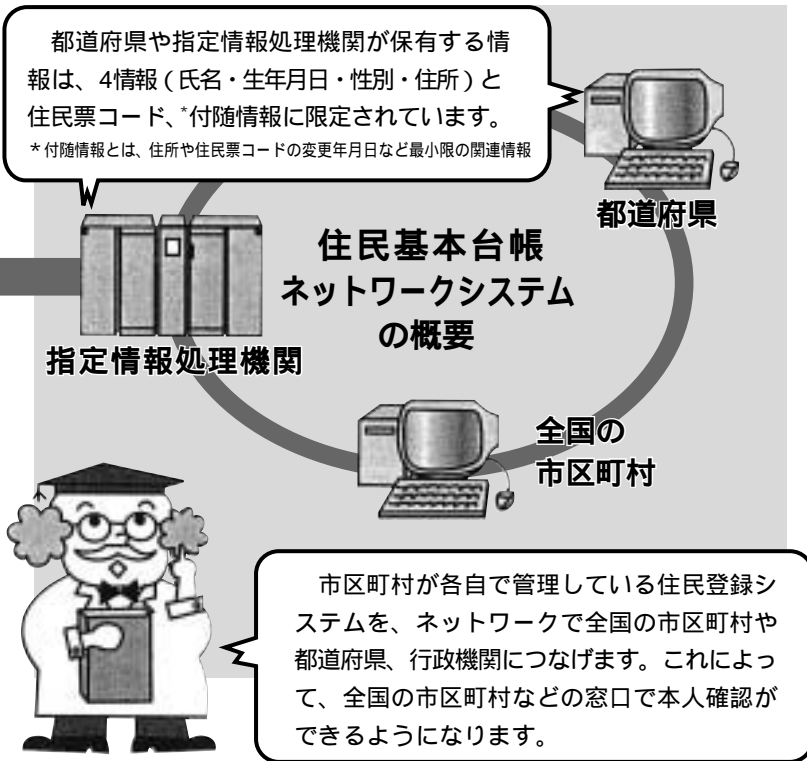 都道府県や指定情報処理機関が保有する情
報は、4情報(氏名・生年月日・性別・住所)と
住民票コード、*付随情報に限定されています。
*付随情報とは、住所や住民票コードの変更年月日など最小限の関連情報
都道府県
住民基本台帳
ネットワークシステム
の概要
指定情報処理機関
全国の
市区町村
市区町村が各自で管理している住民登録シ
ステムを、ネットワークで全国の市区町村や
都道府県、行政機関につなげます。これによっ
て、全国の市区町村などの窓口で本人確認が
できるようになります。